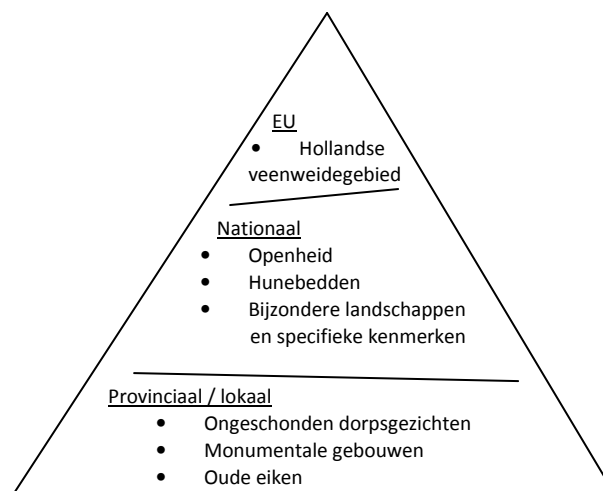 EU
• Hollandse
veenweidegebied
Nationaal
• Openheid
• Hunebedden
• Bijzondere landschappen
en specifieke kenmerken
Provinciaal / lokaal
• Ongeschonden dorpsgezichten
• Monumentale gebouwen
• Oude eiken